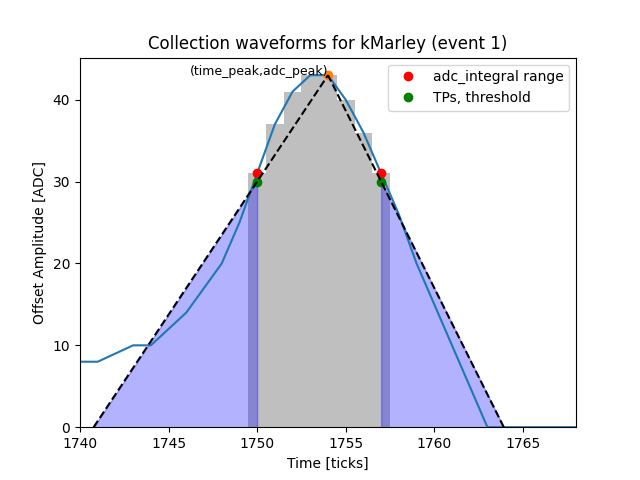 Collection waveforms for kMarley (event 1)
(time_peak,adc_peak)
adc_integral range
TPs, threshold
Offset Amplitude [ADC]
40
30
20
10
0
1740 1745 1750 1755 1760 1765
Time [ticks]